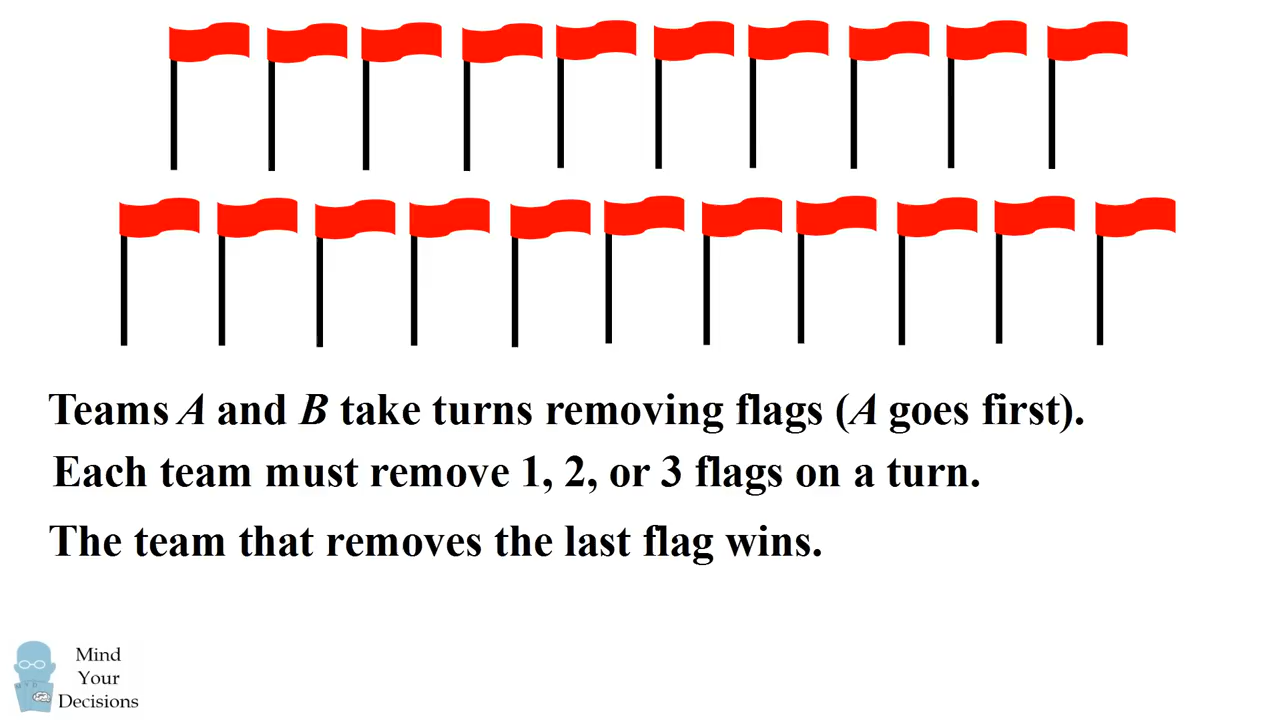 Teams A and B take turns removing flags (A goes first).
Each team must remove 1, 2, or 3 flags on a turn.
The team that removes the last flag wins.
Mind
Your
Decisions